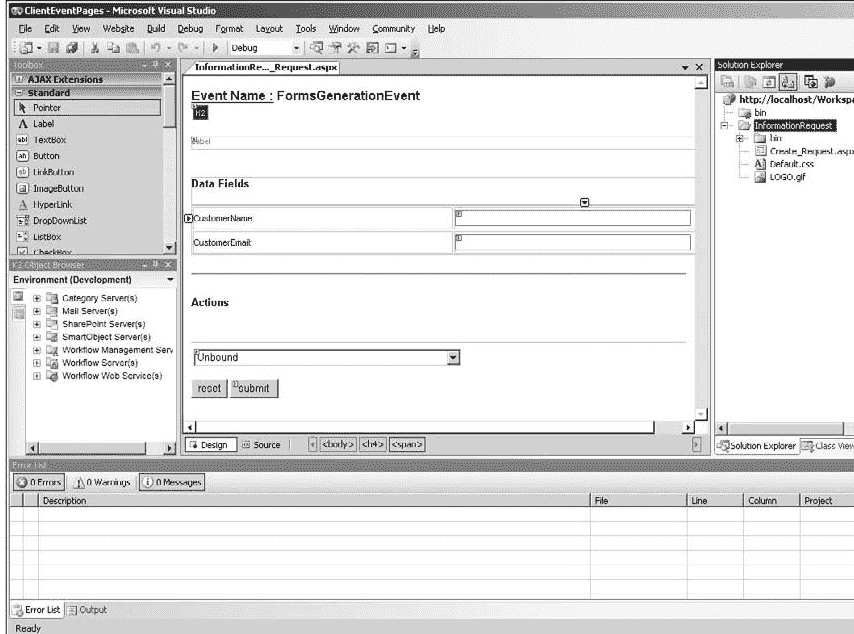 ClientEventPages - Microsoft Visual Studio
File Edit View Website Build Debug Format Layout Tools Window Community Help
Debug
Toolbox
AJAX Extensions
Standard
Pointer
Label
TextBox
Button
LinkButton
ImageButton
HyperLink
DropDownList
ListBox
CheckBox
K2 Object Browser
Environment (Development)
Category Server(s)
Mail Server(s)
SharePoint Server(s)
SmartObject Server(s)
Workflow Management Serv
Workflow Server(s)
Workflow Web Service(s)
InformationRe..._Request.aspx
Event Name : FormsGenerationEvent
H2
Label
Data Fields
CustomerName:
CustomerEmail:
Actions
Unbound
reset submit
Design Source <body> <h4> <span>
Solution Explorer
http://localhost/Workspa
bin
InformationRequest
bin
Create_Request.aspx
Default.css
LOGO.gif
Solution Explorer Class View
Error List
0 Errors 0 Warnings 0 Messages
Description File Line Column Project
Error List Output
Ready